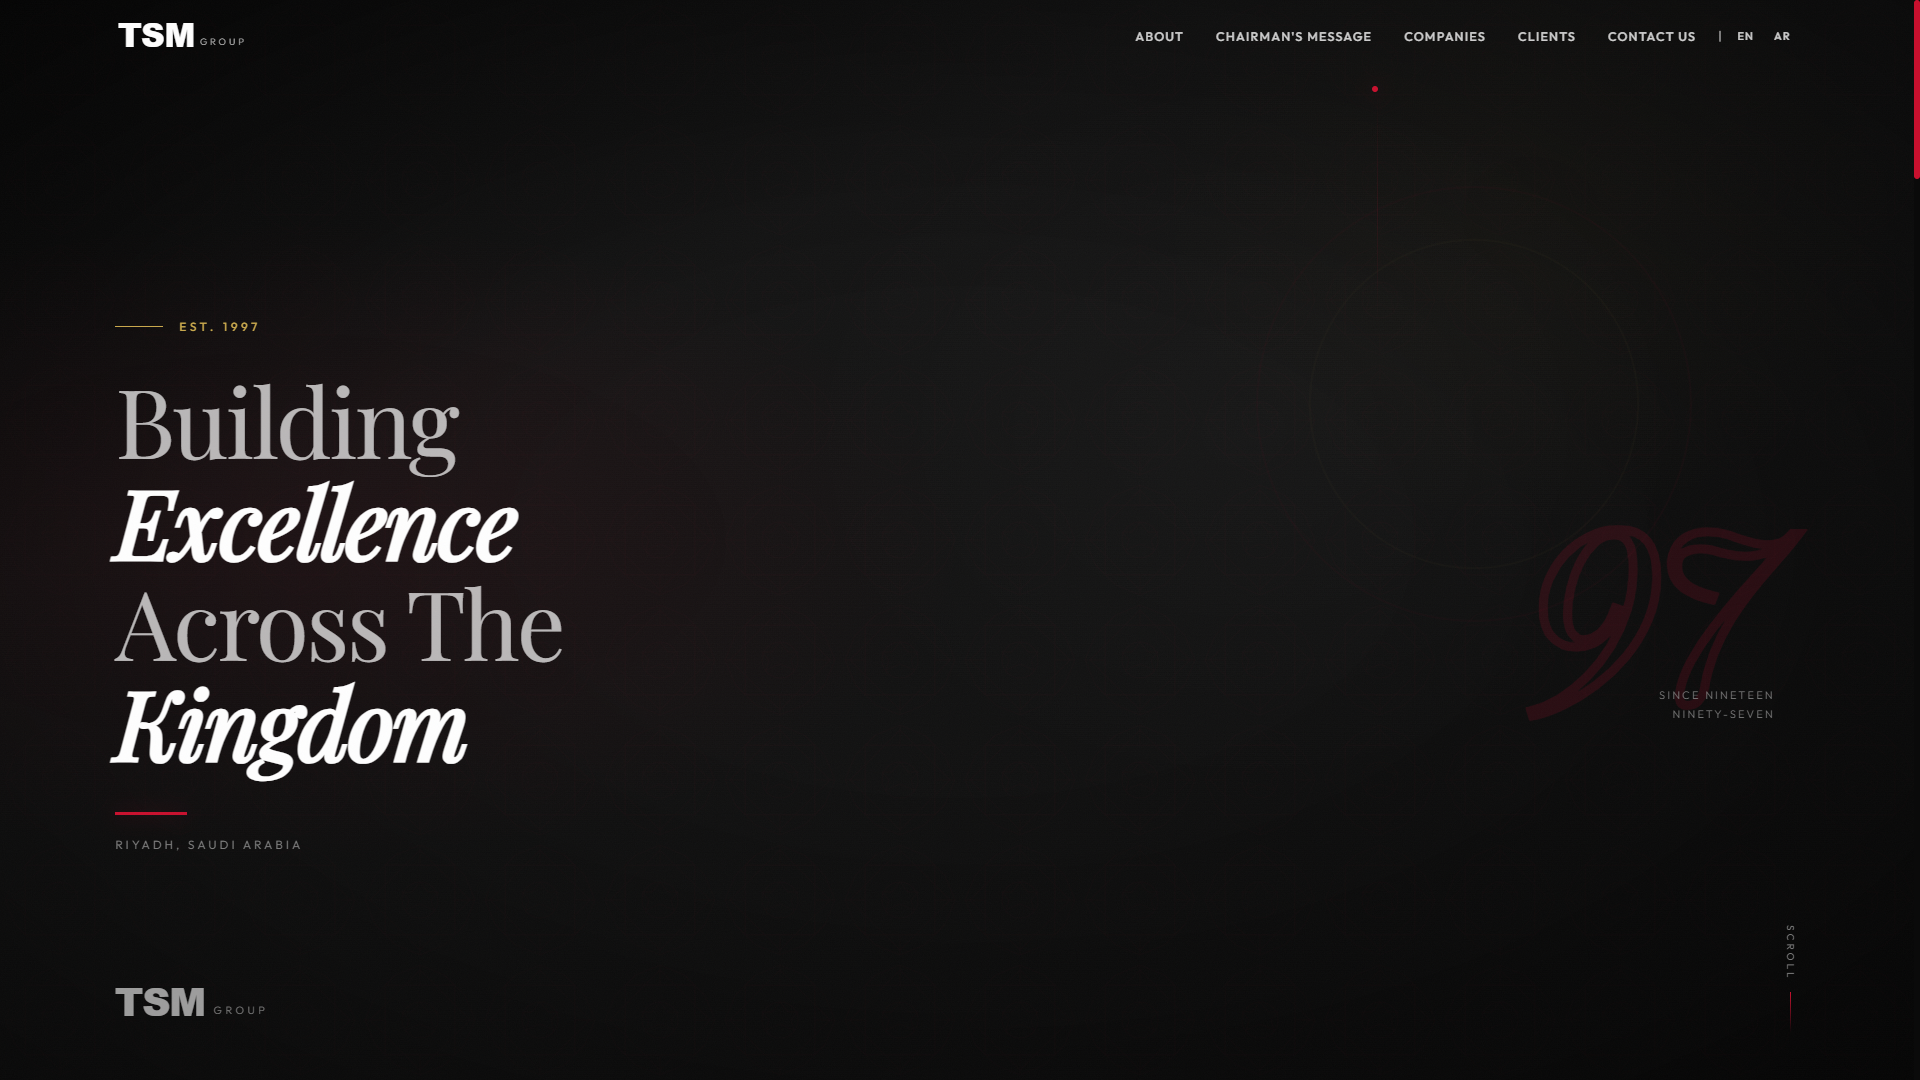 TSM GROUP
ABOUT CHAIRMAN'S MESSAGE COMPANIES CLIENTS CONTACT US | EN AR
EST. 1997
Building
Excellence
Across The
Kingdom
97
SINCE NINETEEN
NINETY-SEVEN
RIYADH, SAUDI ARABIA
SCROLL
TSM GROUP